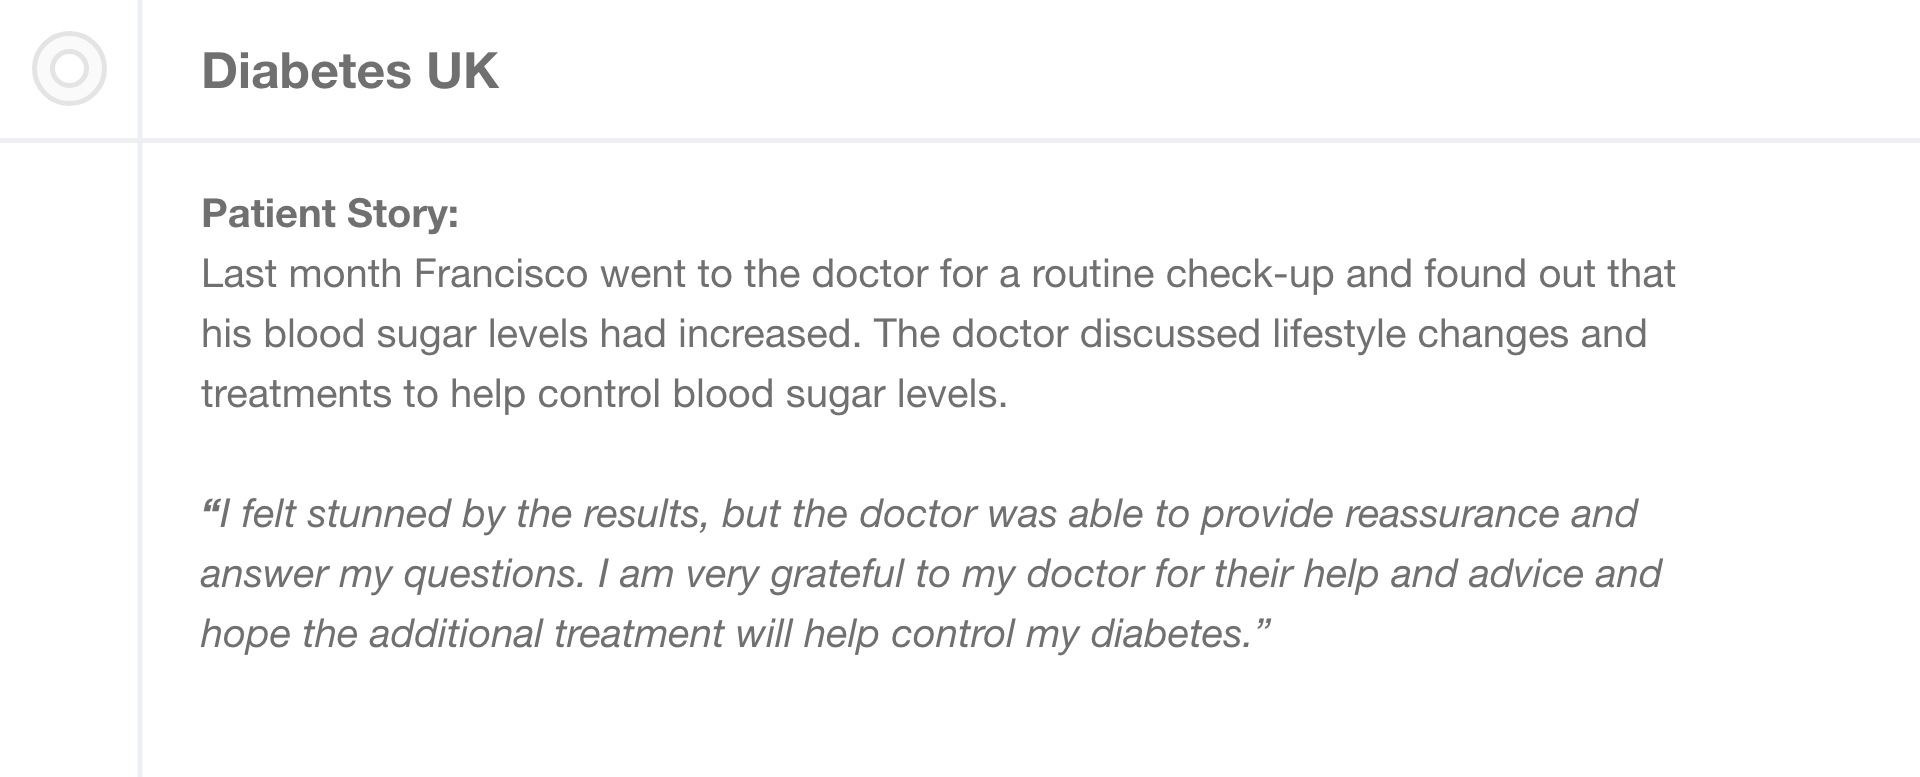 Diabetes UK
Patient Story:
Last month Francisco went to the doctor for a routine check-up and found out that
his blood sugar levels had increased. The doctor discussed lifestyle changes and
treatments to help control blood sugar levels.
“I felt stunned by the results, but the doctor was able to provide reassurance and
answer my questions. I am very grateful to my doctor for their help and advice and
hope the additional treatment will help control my diabetes.”